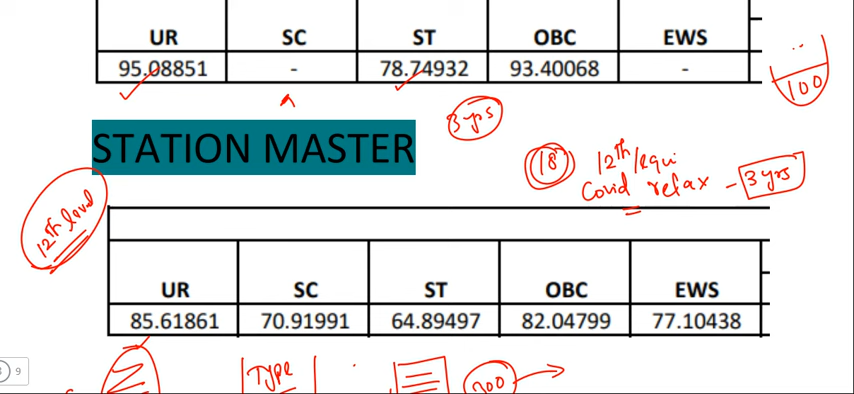 UR SC ST OBC EWS
95.08851 - 78.74932 93.40068 -
100
3 yrs
STATION MASTER
18 12th/equi
Covid relax - 3 yrs
12th level
UR SC ST OBC EWS
85.61861 70.91991 64.89497 82.04799 77.10438
9
Type